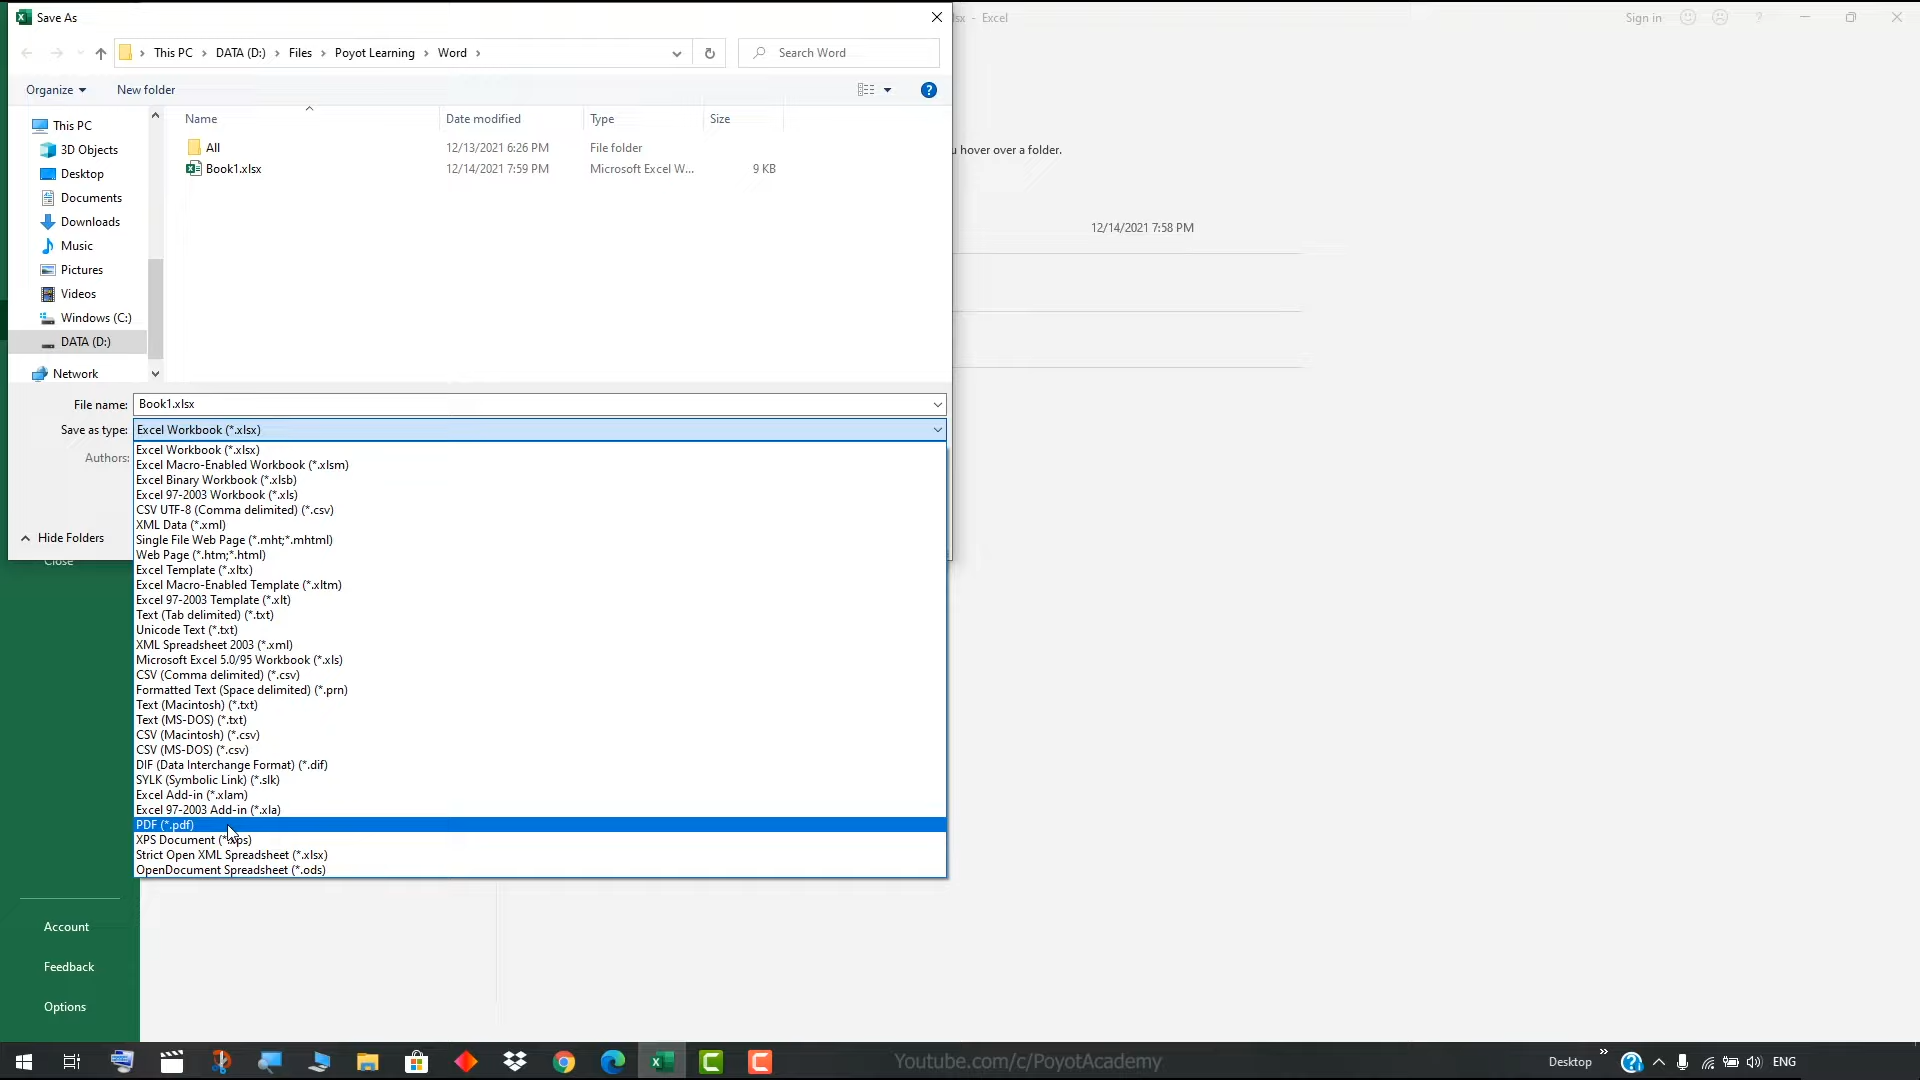 Save As
sx - Excel
Sign in
?
This PC
DATA (D:)
Files
Poyot Learning
Word
Search Word
Organize
New folder
?
Name
Date modified
Type
Size
This PC
3D Objects
Desktop
Documents
Downloads
Music
Pictures
Videos
Windows (C:)
DATA (D:)
Network
All
12/13/2021 6:26 PM
File folder
Book1.xlsx
12/14/2021 7:59 PM
Microsoft Excel W...
9 KB
hover over a folder.
12/14/2021 7:58 PM
File name:
Book1.xlsx
Save as type:
Excel Workbook (*.xlsx)
Authors:
Excel Workbook (*.xlsx)
Excel Macro-Enabled Workbook (*.xlsm)
Excel Binary Workbook (*.xlsb)
Excel 97-2003 Workbook (*.xls)
CSV UTF-8 (Comma delimited) (*.csv)
XML Data (*.xml)
Single File Web Page (*.mht;*.mhtml)
Web Page (*.htm;*.html)
Excel Template (*.xltx)
Excel Macro-Enabled Template (*.xltm)
Excel 97-2003 Template (*.xlt)
Text (Tab delimited) (*.txt)
Unicode Text (*.txt)
XML Spreadsheet 2003 (*.xml)
Microsoft Excel 5.0/95 Workbook (*.xls)
CSV (Comma delimited) (*.csv)
Formatted Text (Space delimited) (*.prn)
Text (Macintosh) (*.txt)
Text (MS-DOS) (*.txt)
CSV (Macintosh) (*.csv)
CSV (MS-DOS) (*.csv)
DIF (Data Interchange Format) (*.dif)
SYLK (Symbolic Link) (*.slk)
Excel Add-in (*.xlam)
Excel 97-2003 Add-in (*.xla)
PDF (*.pdf)
XPS Document (*.xps)
Strict Open XML Spreadsheet (*.xlsx)
OpenDocument Spreadsheet (*.ods)
Hide Folders
Close
Account
Feedback
Options
Youtube.com/c/PoyotAcademy
Desktop
ENG